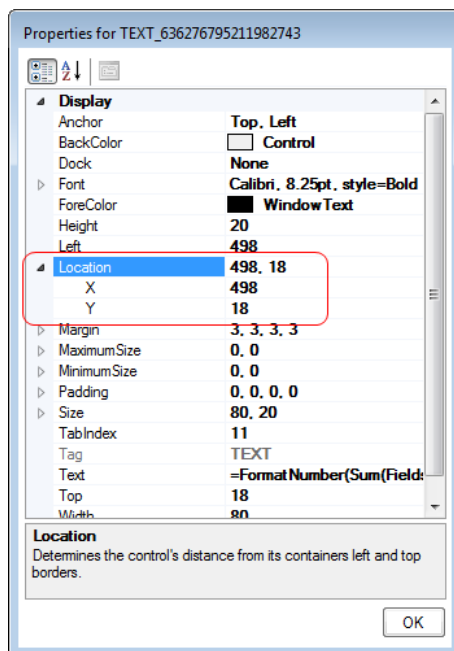 Properties for TEXT_636276795211982743
Display
Anchor Top, Left
BackColor Control
Dock None
Font Calibri, 8.25pt, style=Bold
ForeColor WindowText
Height 20
Left 498
Location 498, 18
X 498
Y 18
Margin 3, 3, 3, 3
MaximumSize 0, 0
MinimumSize 0, 0
Padding 0, 0, 0, 0
Size 80, 20
TabIndex 11
Tag TEXT
Text =FormatNumber(Sum(Fields
Top 18
Width 80
Location
Determines the control's distance from its containers left and top
borders.
OK